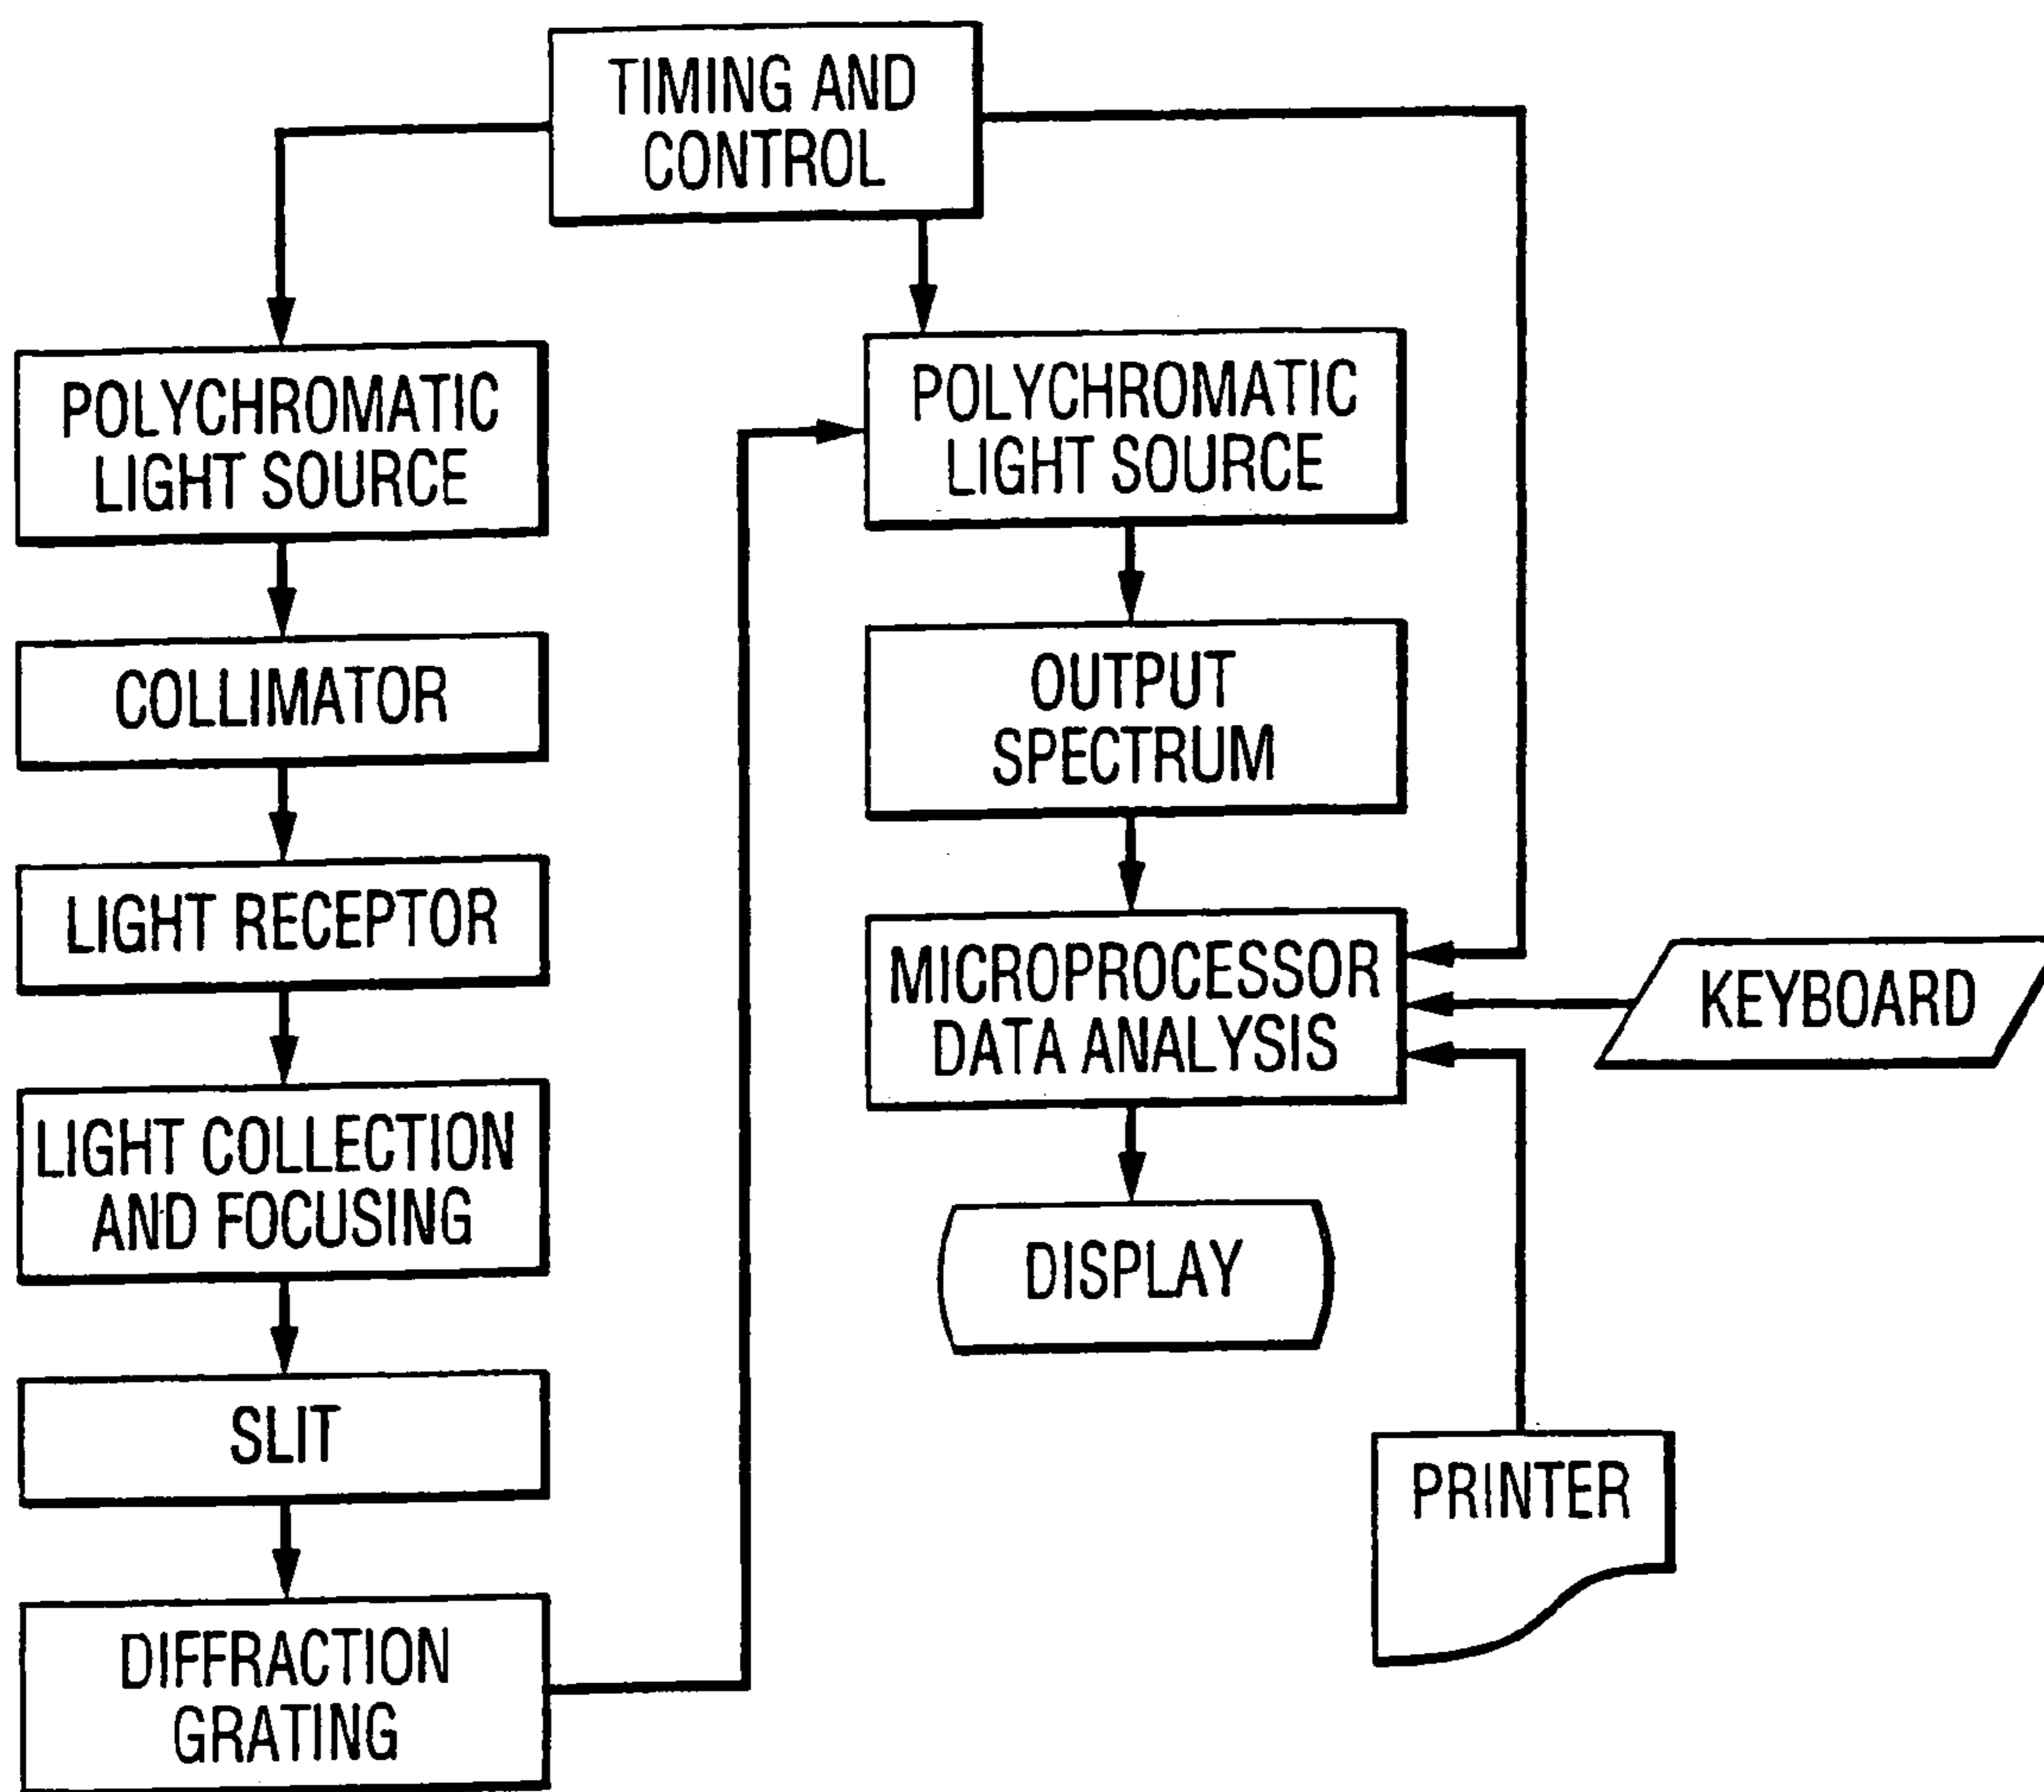 TIMING AND
CONTROL
POLYCHROMATIC
LIGHT SOURCE
COLLIMATOR
LIGHT RECEPTOR
LIGHT COLLECTION
AND FOCUSING
SLIT
DIFFRACTION
GRATING
POLYCHROMATIC
LIGHT SOURCE
OUTPUT
SPECTRUM
MICROPROCESSOR
DATA ANALYSIS
KEYBOARD
DISPLAY
PRINTER